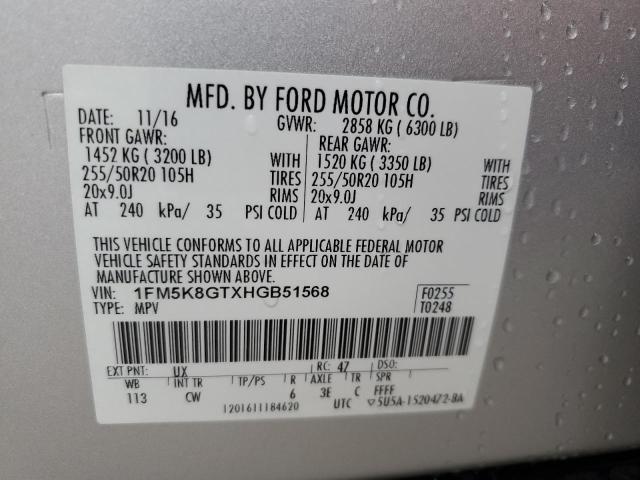 MFD. BY FORD MOTOR CO.
DATE: 11/16 GVWR: 2858 KG ( 6300 LB)
FRONT GAWR: REAR GAWR:
1452 KG ( 3200 LB) WITH 1520 KG ( 3350 LB) WITH
255/50R20 105H TIRES 255/50R20 105H TIRES
20x9.0J RIMS 20x9.0J RIMS
AT 240 kPa/ 35 PSI COLD AT 240 kPa/ 35 PSI COLD
THIS VEHICLE CONFORMS TO ALL APPLICABLE FEDERAL MOTOR
VEHICLE SAFETY STANDARDS IN EFFECT ON THE DATE OF
MANUFACTURE SHOWN ABOVE.
VIN: 1FM5K8GTXHGB51568 F0255
TYPE: MPV T0248
EXT PNT: UX RC: 47 DSO:
WB INT TR TP/PS R AXLE TR SPR
113 CW 6 3E C FFFF
1201611184620 UTC ▽5U5A-1520472-BA